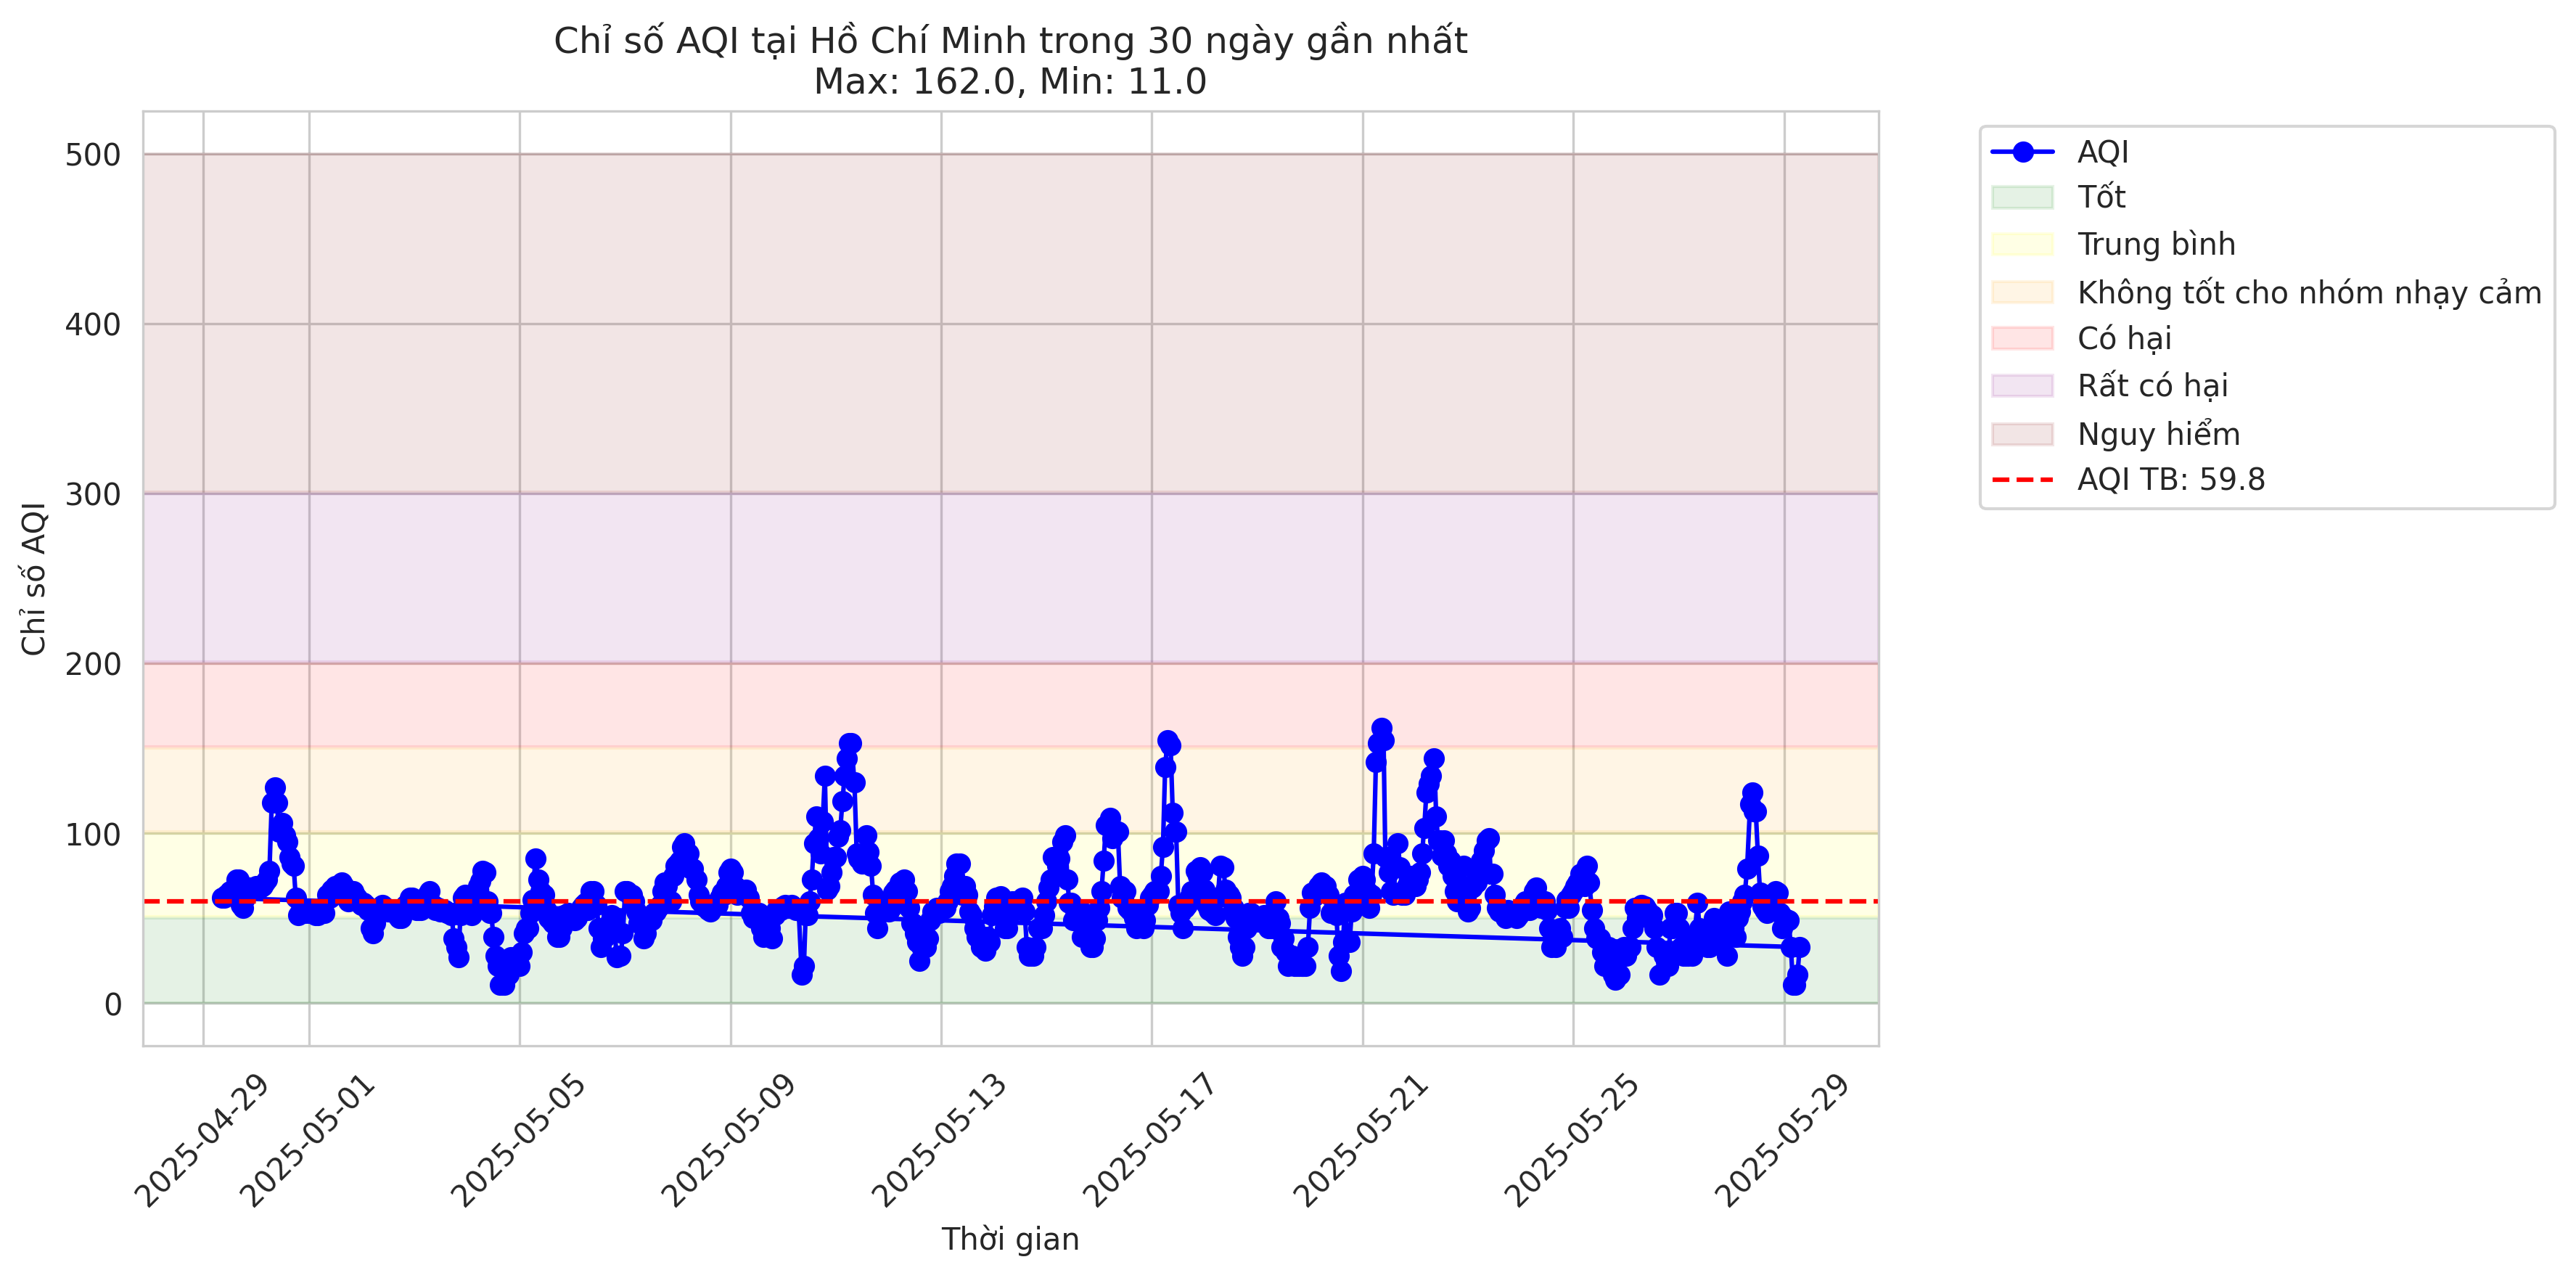 Chỉ số AQI tại Hồ Chí Minh trong 30 ngày gần nhất
Max: 162.0, Min: 11.0
Chỉ số AQI
500
400
300
200
100
0
2025-04-29
2025-05-01
2025-05-05
2025-05-09
2025-05-13
2025-05-17
2025-05-21
2025-05-25
2025-05-29
Thời gian
AQI
Tốt
Trung bình
Không tốt cho nhóm nhạy cảm
Có hại
Rất có hại
Nguy hiểm
AQI TB: 59.8